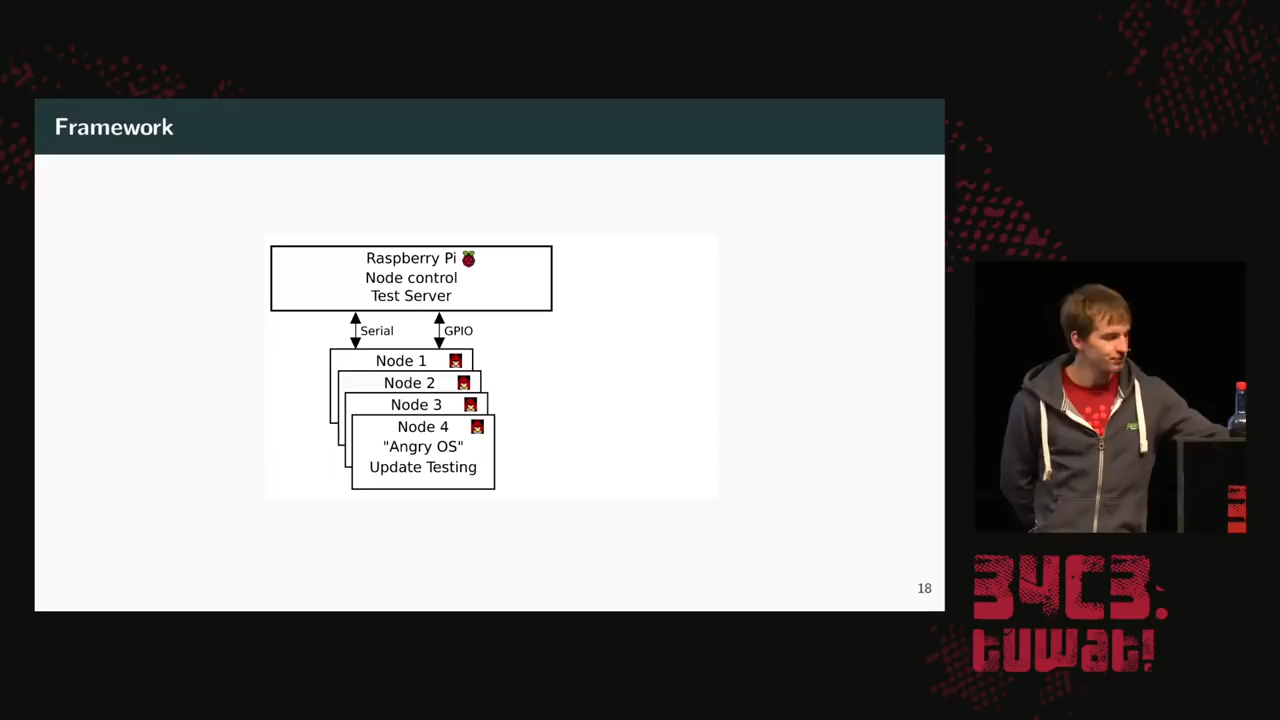 Framework
Raspberry Pi
Node control
Test Server
Serial
GPIO
Node 1
Node 2
Node 3
Node 4
"Angry OS"
Update Testing
18
34C3.
tuwat!